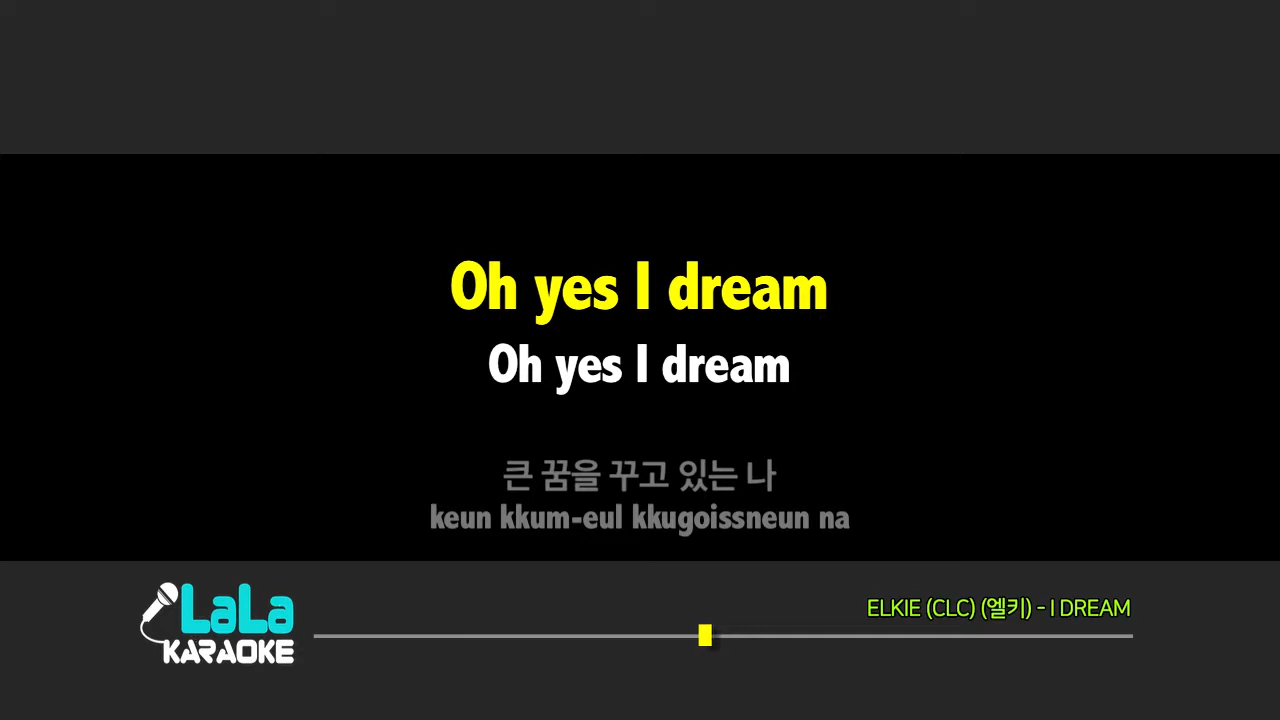 Oh yes I dream
Oh yes I dream
큰 꿈을 꾸고 있는 나
keun kkum-eul kkugoissneun na
LaLa
KARAOKE
ELKIE (CLC) (엘키) - I DREAM